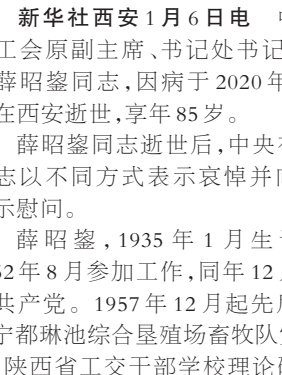 新华社西安1月6日电
工会原副主席、书记处书记
薛昭鋆同志,因病于2020年
在西安逝世,享年85岁。
薛昭鋆同志逝世后,中央有
志以不同方式表示哀悼并向
示慰问。
薛昭鋆,1935年1月生于
52年8月参加工作,同年12月
共产党。1957年12月起先后
宁都琳池综合垦殖场畜牧队
陕西省工交干部学校理论研